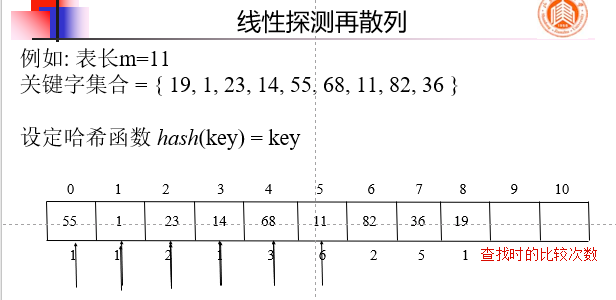 线性探测再散列
例如: 表长m=11
关键字集合 = { 19, 1, 23, 14, 55, 68, 11, 82, 36 }
设定哈希函数 hash(key) = key
0 1 2 3 4 5 6 7 8 9 10
55 1 23 14 68 11 82 36 19
1 1 2 1 3 6 2 5 1 查找时的比较次数